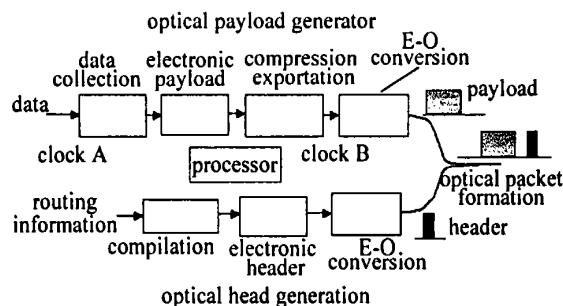 optical payload generator
data collection
electronic payload
compression exportation
E-O conversion
data
payload
clock A
processor
clock B
optical packet formation
routing information
header
compilation
electronic header
E-O. conversion
optical head generation